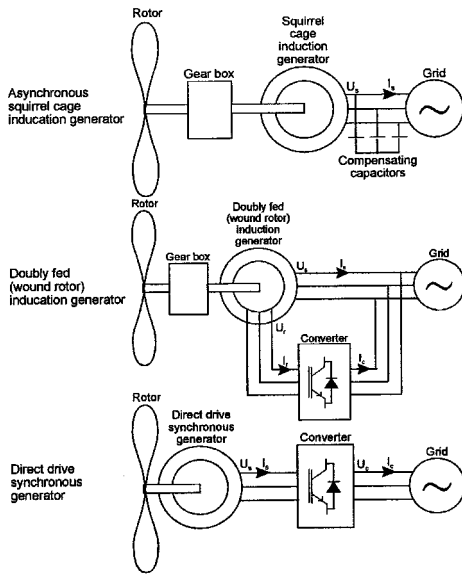 Rotor
Squirrel
cage
induction
generator
Gear box
Us
Is
Grid
Asynchronous
squirrel cage
inducation generator
Compensating
capacitors
Rotor
Doubly fed
(wound rotor)
induction
generator
Gear box
Us
Is
Grid
Doubly fed
(wound rotor)
inducation generator
Ur
Converter
Ir
Ic
Rotor
Direct drive
synchronous
generator
Converter
Grid
Us
Is
Uc
Ic
Direct drive
synchronous
generator